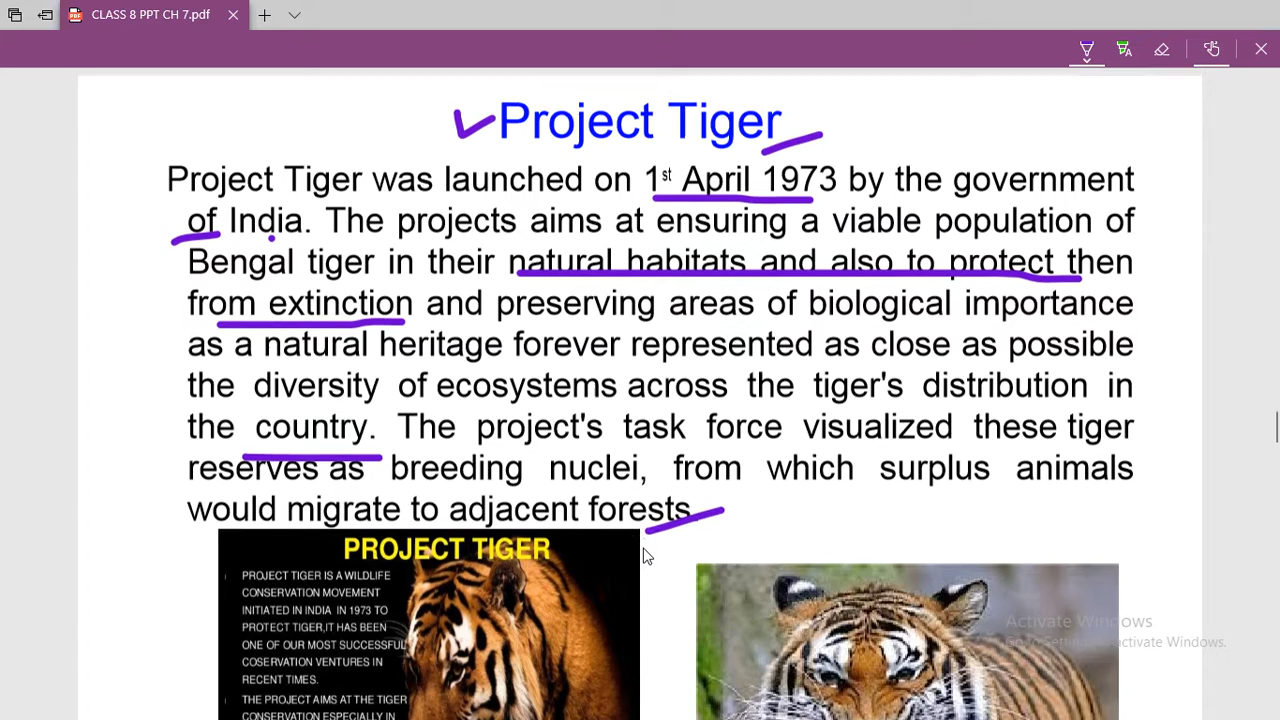 CLASS 8 PPT CH 7.pdf
Project Tiger
Project Tiger was launched on 1st April 1973 by the government
of India. The projects aims at ensuring a viable population of
Bengal tiger in their natural habitats and also to protect then
from extinction and preserving areas of biological importance
as a natural heritage forever represented as close as possible
the diversity of ecosystems across the tiger's distribution in
the country. The project's task force visualized these tiger
reserves as breeding nuclei, from which surplus animals
would migrate to adjacent forests.
PROJECT TIGER
PROJECT TIGER IS A WILDLIFE
CONSERVATION MOVEMENT
INITIATED IN INDIA IN 1973 TO
PROTECT TIGER,IT HAS BEEN
ONE OF OUR MOST SUCCESSFUL
COSERVATION VENTURES IN
RECENT TIMES.
THE PROJECT AIMS AT THE TIGER
CONSERVATION ESPECIALLY IN
Activate Windows
Go to Settings to activate Windows.